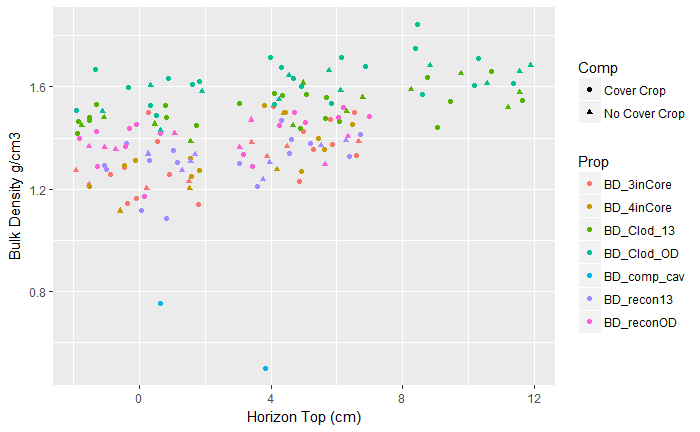 Comp
Cover Crop
No Cover Crop
Prop
BD_3inCore
BD_4inCore
BD_Clod_13
BD_Clod_OD
BD_comp_cav
BD_recon13
BD_reconOD
Bulk Density g/cm3
1.6
1.2
0.8
0
4
8
12
Horizon Top (cm)